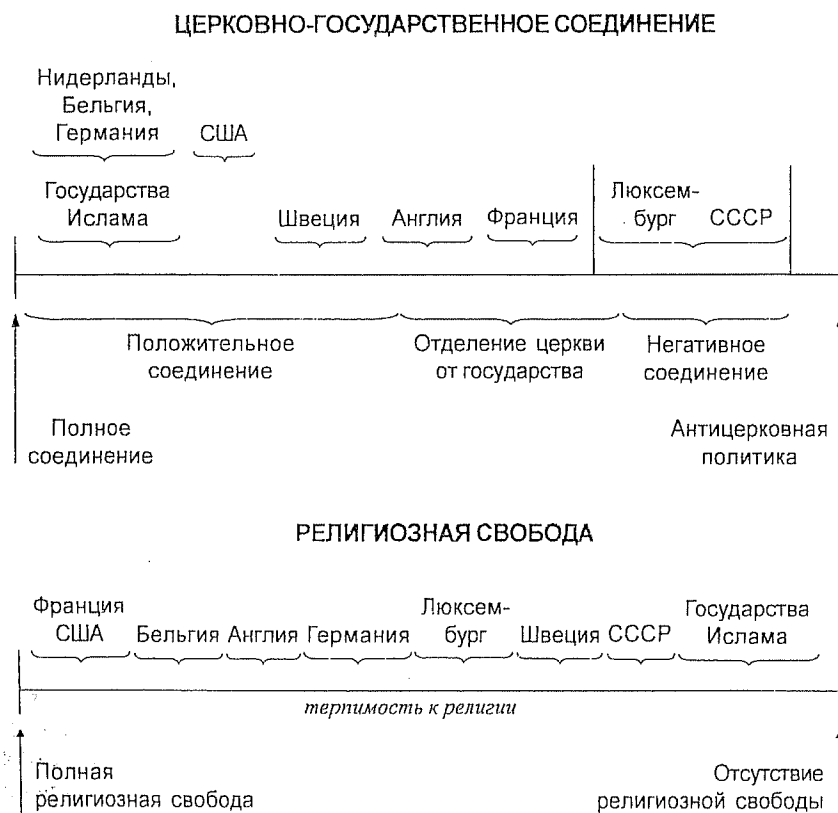 ЦЕРКОВНО-ГОСУДАРСТВЕННОЕ СОЕДИНЕНИЕ
Нидерланды,
Бельгия,
Германия США
Государства
Ислама Швеция Англия Франция Люксем-
бург СССР
Положительное
соединение
Отделение церкви
от государства
Негативное
соединение
Полное
соединение
Антицерковная
политика
РЕЛИГИОЗНАЯ СВОБОДА
Франция
США Бельгия Англия Германия Люксем-
бург Швеция СССР Государства
Ислама
терпимость к религии
Полная
религиозная свобода
Отсутствие
религиозной свободы